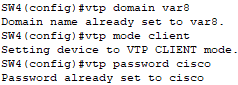 SW4(config)#vtp domain var8
Domain name already set to var8.
SW4(config)#vtp mode client
Setting device to VTP CLIENT mode.
SW4(config)#vtp password cisco
Password already set to cisco